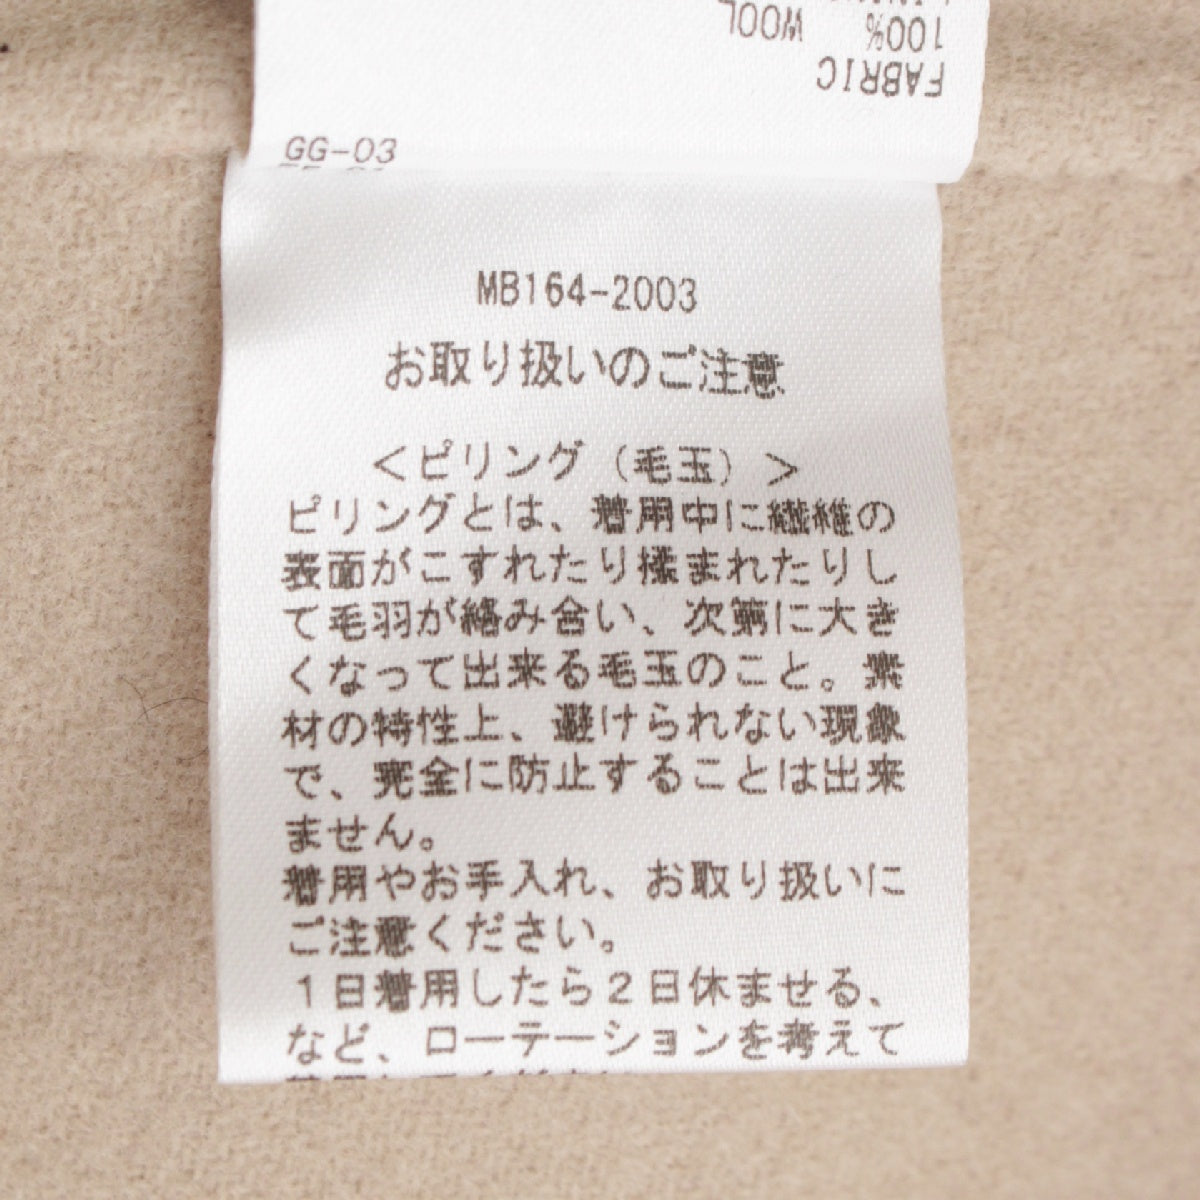 100% WOOL
FABRIC
GG-03
MB164-2003
お取り扱いのご注意
＜ピリング（毛玉）＞
ピリングとは、着用中に繊維の
表面がこすれたり揉まれたりし
て毛羽が絡み合い、次第に大き
くなって出来る毛玉のこと。素
材の特性上、避けられない現象
で、完全に防止することは出来
ません。
着用やお手入れ、お取り扱いに
ご注意ください。
１日着用したら２日休ませる、
など、ローテーションを考えて